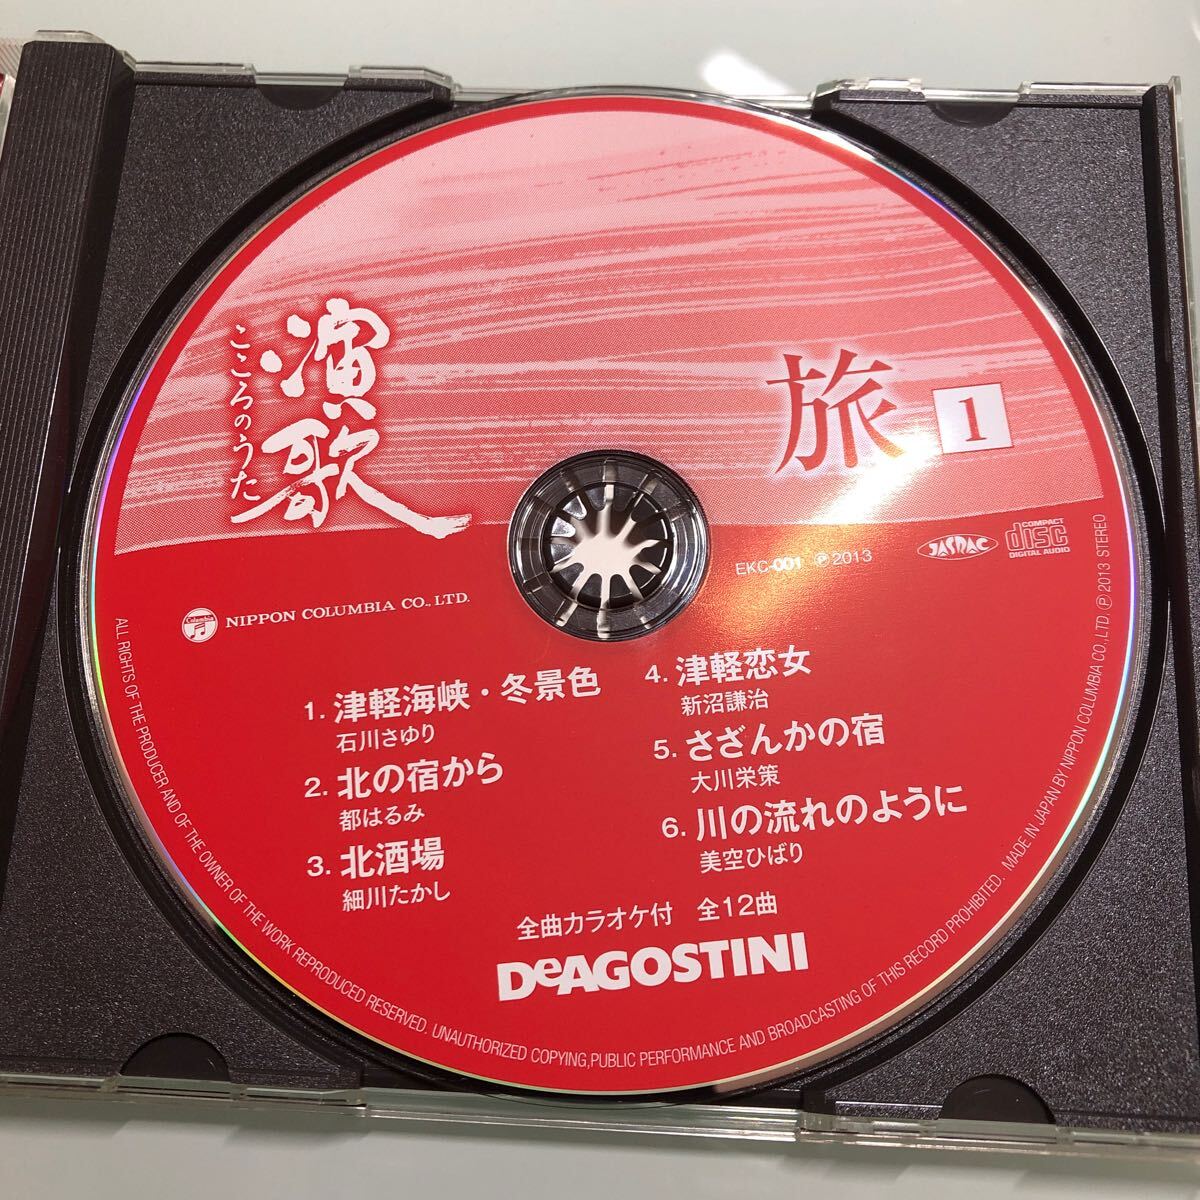 演歌
こころのうた
旅 1
EKC-001 ℗2013
JASRAC
COMPACT
disc
DIGITAL AUDIO
Columbia
NIPPON COLUMBIA CO., LTD.
1. 津軽海峡・冬景色
石川さゆり
2. 北の宿から
都はるみ
3. 北酒場
細川たかし
4. 津軽恋女
新沼謙治
5. さざんかの宿
大川栄策
6. 川の流れのように
美空ひばり
全曲カラオケ付 全12曲
DeAGOSTINI
ALL RIGHTS OF THE PRODUCER AND OF THE OWNER OF THE WORK REPRODUCED RESERVED. UNAUTHORIZED COPYING,PUBLIC PERFORMANCE AND BROADCASTING OF THIS RECORD PROHIBITED. MADE IN JAPAN BY NIPPON COLUMBIA CO., LTD. ℗ 2013 STEREO